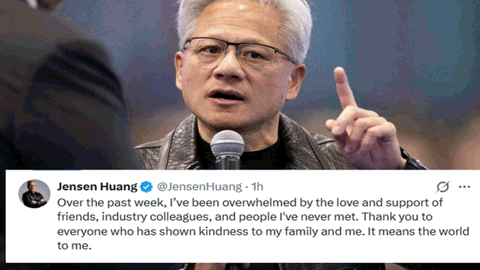 Jensen Huang @JensenHuang · 1h
Over the past week, I've been overwhelmed by the love and support of
friends, industry colleagues, and people I've never met. Thank you to
everyone who has shown kindness to my family and me. It means the world
to me.